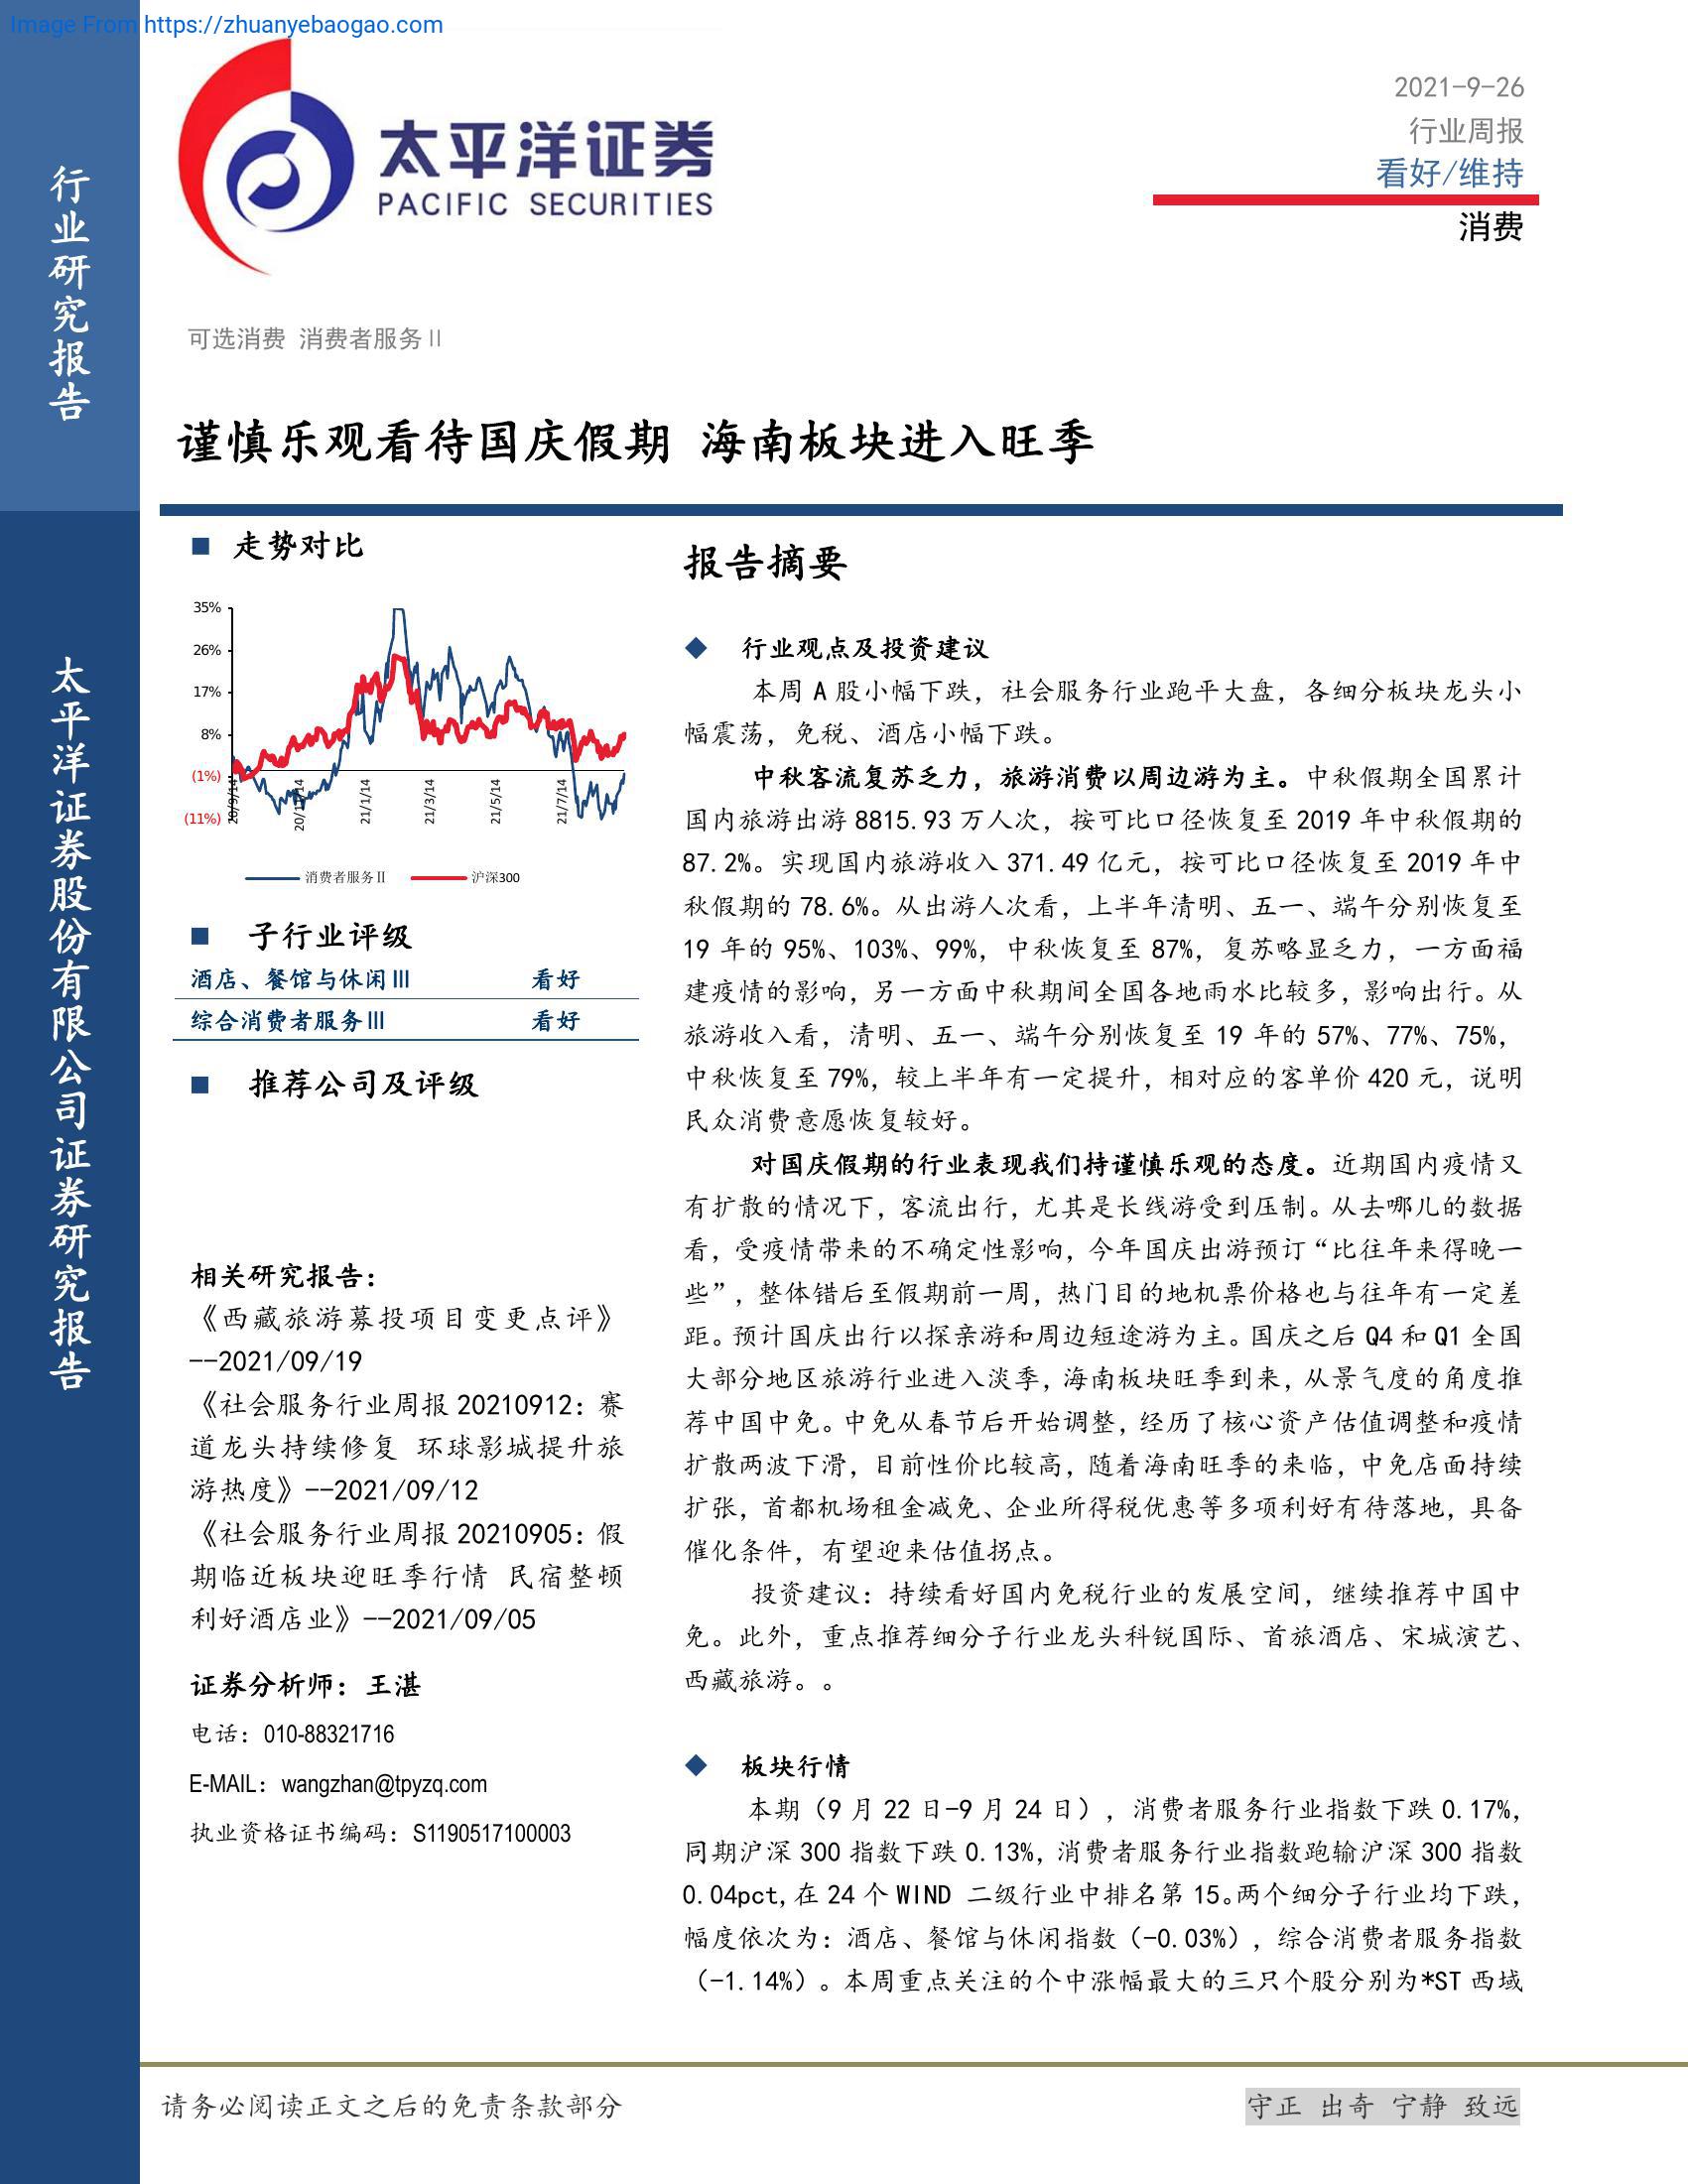 Image From https://zhuanyebaogao.com
行业研究报告
太平洋证券股份有限公司证券研究报告
太平洋证券
PACIFIC SECURITIES
2021-9-26
行业周报
看好/维持
消费
可选消费 消费者服务Ⅱ
谨慎乐观看待国庆假期 海南板块进入旺季
■ 走势对比
35%
26%
17%
8%
(1%)
(11%)
20/9/14
20/11/14
21/1/14
21/3/14
21/5/14
21/7/14
消费者服务Ⅱ 沪深300
■ 子行业评级
酒店、餐馆与休闲Ⅲ 看好
综合消费者服务Ⅲ 看好
■ 推荐公司及评级
相关研究报告：
《西藏旅游募投项目变更点评》
--2021/09/19
《社会服务行业周报 20210912：赛
道龙头持续修复 环球影城提升旅
游热度》--2021/09/12
《社会服务行业周报 20210905：假
期临近板块迎旺季行情 民宿整顿
利好酒店业》--2021/09/05
证券分析师：王湛
电话：010-88321716
E-MAIL：wangzhan@tpyzq.com
执业资格证书编码：S1190517100003
报告摘要
◆ 行业观点及投资建议
本周 A 股小幅下跌，社会服务行业跑平大盘，各细分板块龙头小
幅震荡，免税、酒店小幅下跌。
中秋客流复苏乏力，旅游消费以周边游为主。中秋假期全国累计
国内旅游出游 8815.93 万人次，按可比口径恢复至 2019 年中秋假期的
87.2%。实现国内旅游收入 371.49 亿元，按可比口径恢复至 2019 年中
秋假期的 78.6%。从出游人次看，上半年清明、五一、端午分别恢复至
19 年的 95%、103%、99%，中秋恢复至 87%，复苏略显乏力，一方面福
建疫情的影响，另一方面中秋期间全国各地雨水比较多，影响出行。从
旅游收入看，清明、五一、端午分别恢复至 19 年的 57%、77%、75%，
中秋恢复至 79%，较上半年有一定提升，相对应的客单价 420 元，说明
民众消费意愿恢复较好。
对国庆假期的行业表现我们持谨慎乐观的态度。近期国内疫情又
有扩散的情况下，客流出行，尤其是长线游受到压制。从去哪儿的数据
看，受疫情带来的不确定性影响，今年国庆出游预订“比往年来得晚一
些”，整体错后至假期前一周，热门目的地机票价格也与往年有一定差
距。预计国庆出行以探亲游和周边短途游为主。国庆之后 Q4 和 Q1 全国
大部分地区旅游行业进入淡季，海南板块旺季到来，从景气度的角度推
荐中国中免。中免从春节后开始调整，经历了核心资产估值调整和疫情
扩散两波下滑，目前性价比较高，随着海南旺季的来临，中免店面持续
扩张，首都机场租金减免、企业所得税优惠等多项利好有待落地，具备
催化条件，有望迎来估值拐点。
投资建议：持续看好国内免税行业的发展空间，继续推荐中国中
免。此外，重点推荐细分子行业龙头科锐国际、首旅酒店、宋城演艺、
西藏旅游。。
◆ 板块行情
本期（9 月 22 日-9 月 24 日），消费者服务行业指数下跌 0.17%，
同期沪深 300 指数下跌 0.13%，消费者服务行业指数跑输沪深 300 指数
0.04pct，在 24 个 WIND 二级行业中排名第 15。两个细分子行业均下跌，
幅度依次为：酒店、餐馆与休闲指数（-0.03%），综合消费者服务指数
（-1.14%）。本周重点关注的个中涨幅最大的三只个股分别为*ST 西域
请务必阅读正文之后的免责条款部分
守正 出奇 宁静 致远